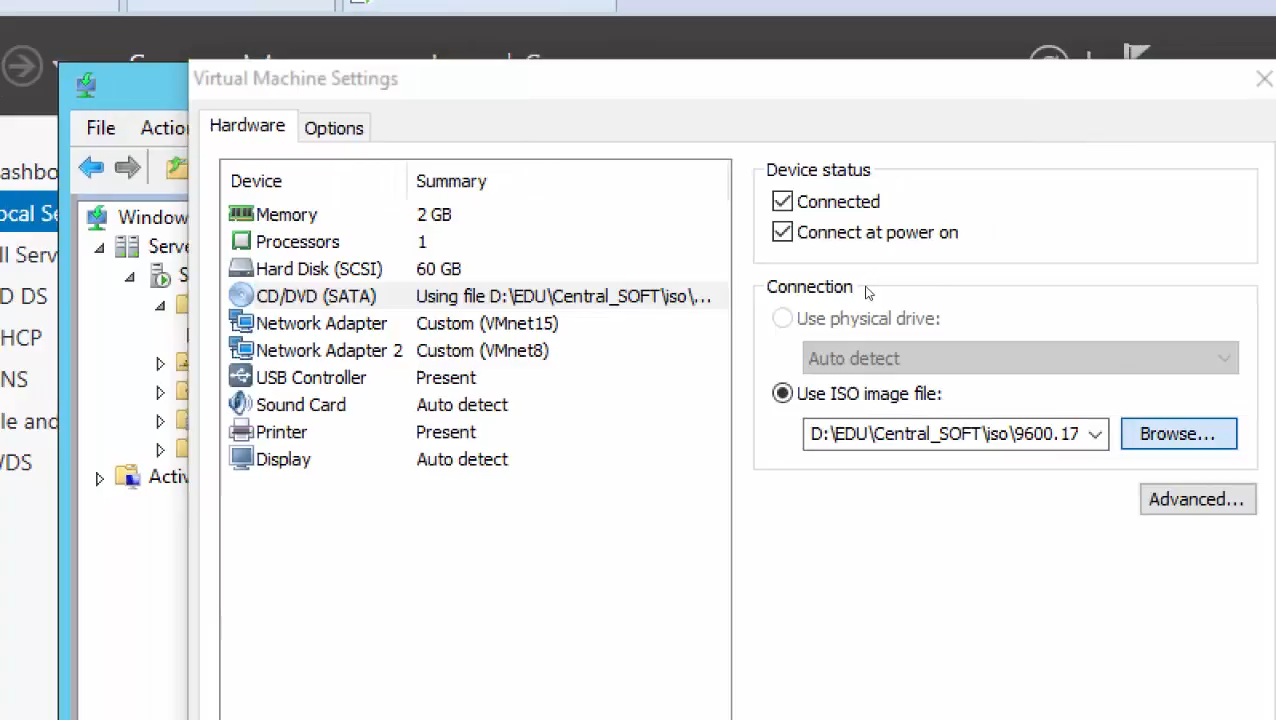 Virtual Machine Settings
File Action
Hardware Options
Device Summary
Memory 2 GB
Processors 1
Hard Disk (SCSI) 60 GB
CD/DVD (SATA) Using file D:\EDU\Central_SOFT\iso\...
Network Adapter Custom (VMnet15)
Network Adapter 2 Custom (VMnet8)
USB Controller Present
Sound Card Auto detect
Printer Present
Display Auto detect
Device status
Connected
Connect at power on
Connection
Use physical drive:
Auto detect
Use ISO image file:
D:\EDU\Central_SOFT\iso\9600.17
Browse...
Advanced...
Window
Serve
S
Activ
ashbo
ocal Se
ll Serv
D DS
HCP
NS
le and
VDS